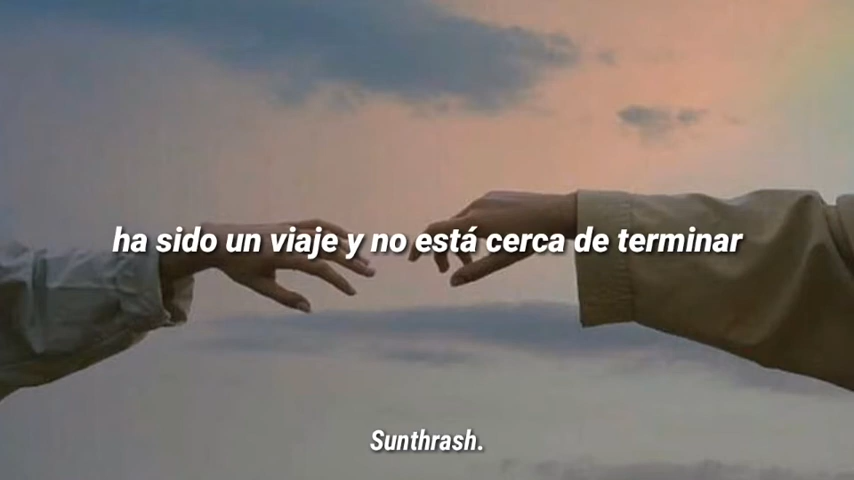 ha sido un viaje y no está cerca de terminar
Sunthrash.